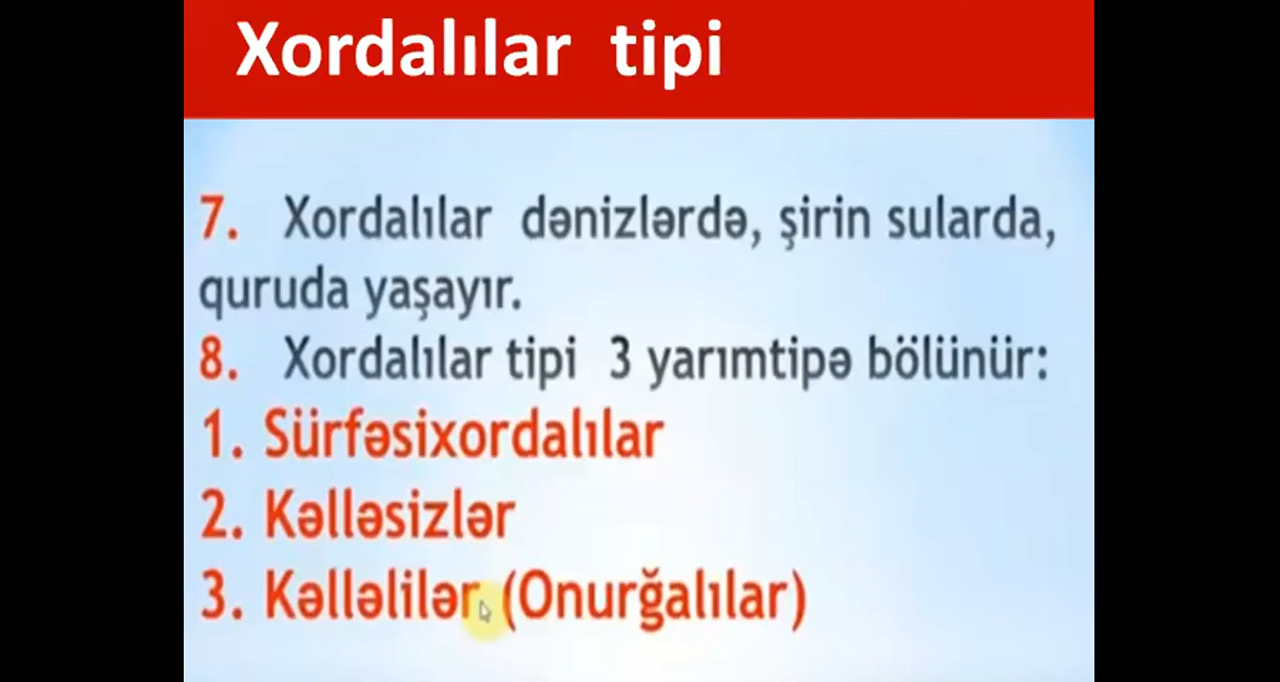 Xordalılar tipi
7. Xordalılar dənizlərdə, şirin sularda,
quruda yaşayır.
8. Xordalılar tipi 3 yarımtipə bölünür:
1. Sürfəsixordalılar
2. Kəlləsizlər
3. Kəlləlilər (Onurğalılar)